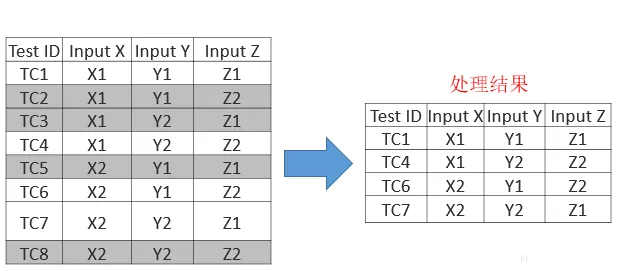 Test ID Input X Input Y Input Z
TC1 X1 Y1 Z1
TC2 X1 Y1 Z2
TC3 X1 Y2 Z1
TC4 X1 Y2 Z2
TC5 X2 Y1 Z1
TC6 X2 Y1 Z2
TC7 X2 Y2 Z1
TC8 X2 Y2 Z2
处理结果
Test ID Input X Input Y Input Z
TC1 X1 Y1 Z1
TC4 X1 Y2 Z2
TC6 X2 Y1 Z2
TC7 X2 Y2 Z1